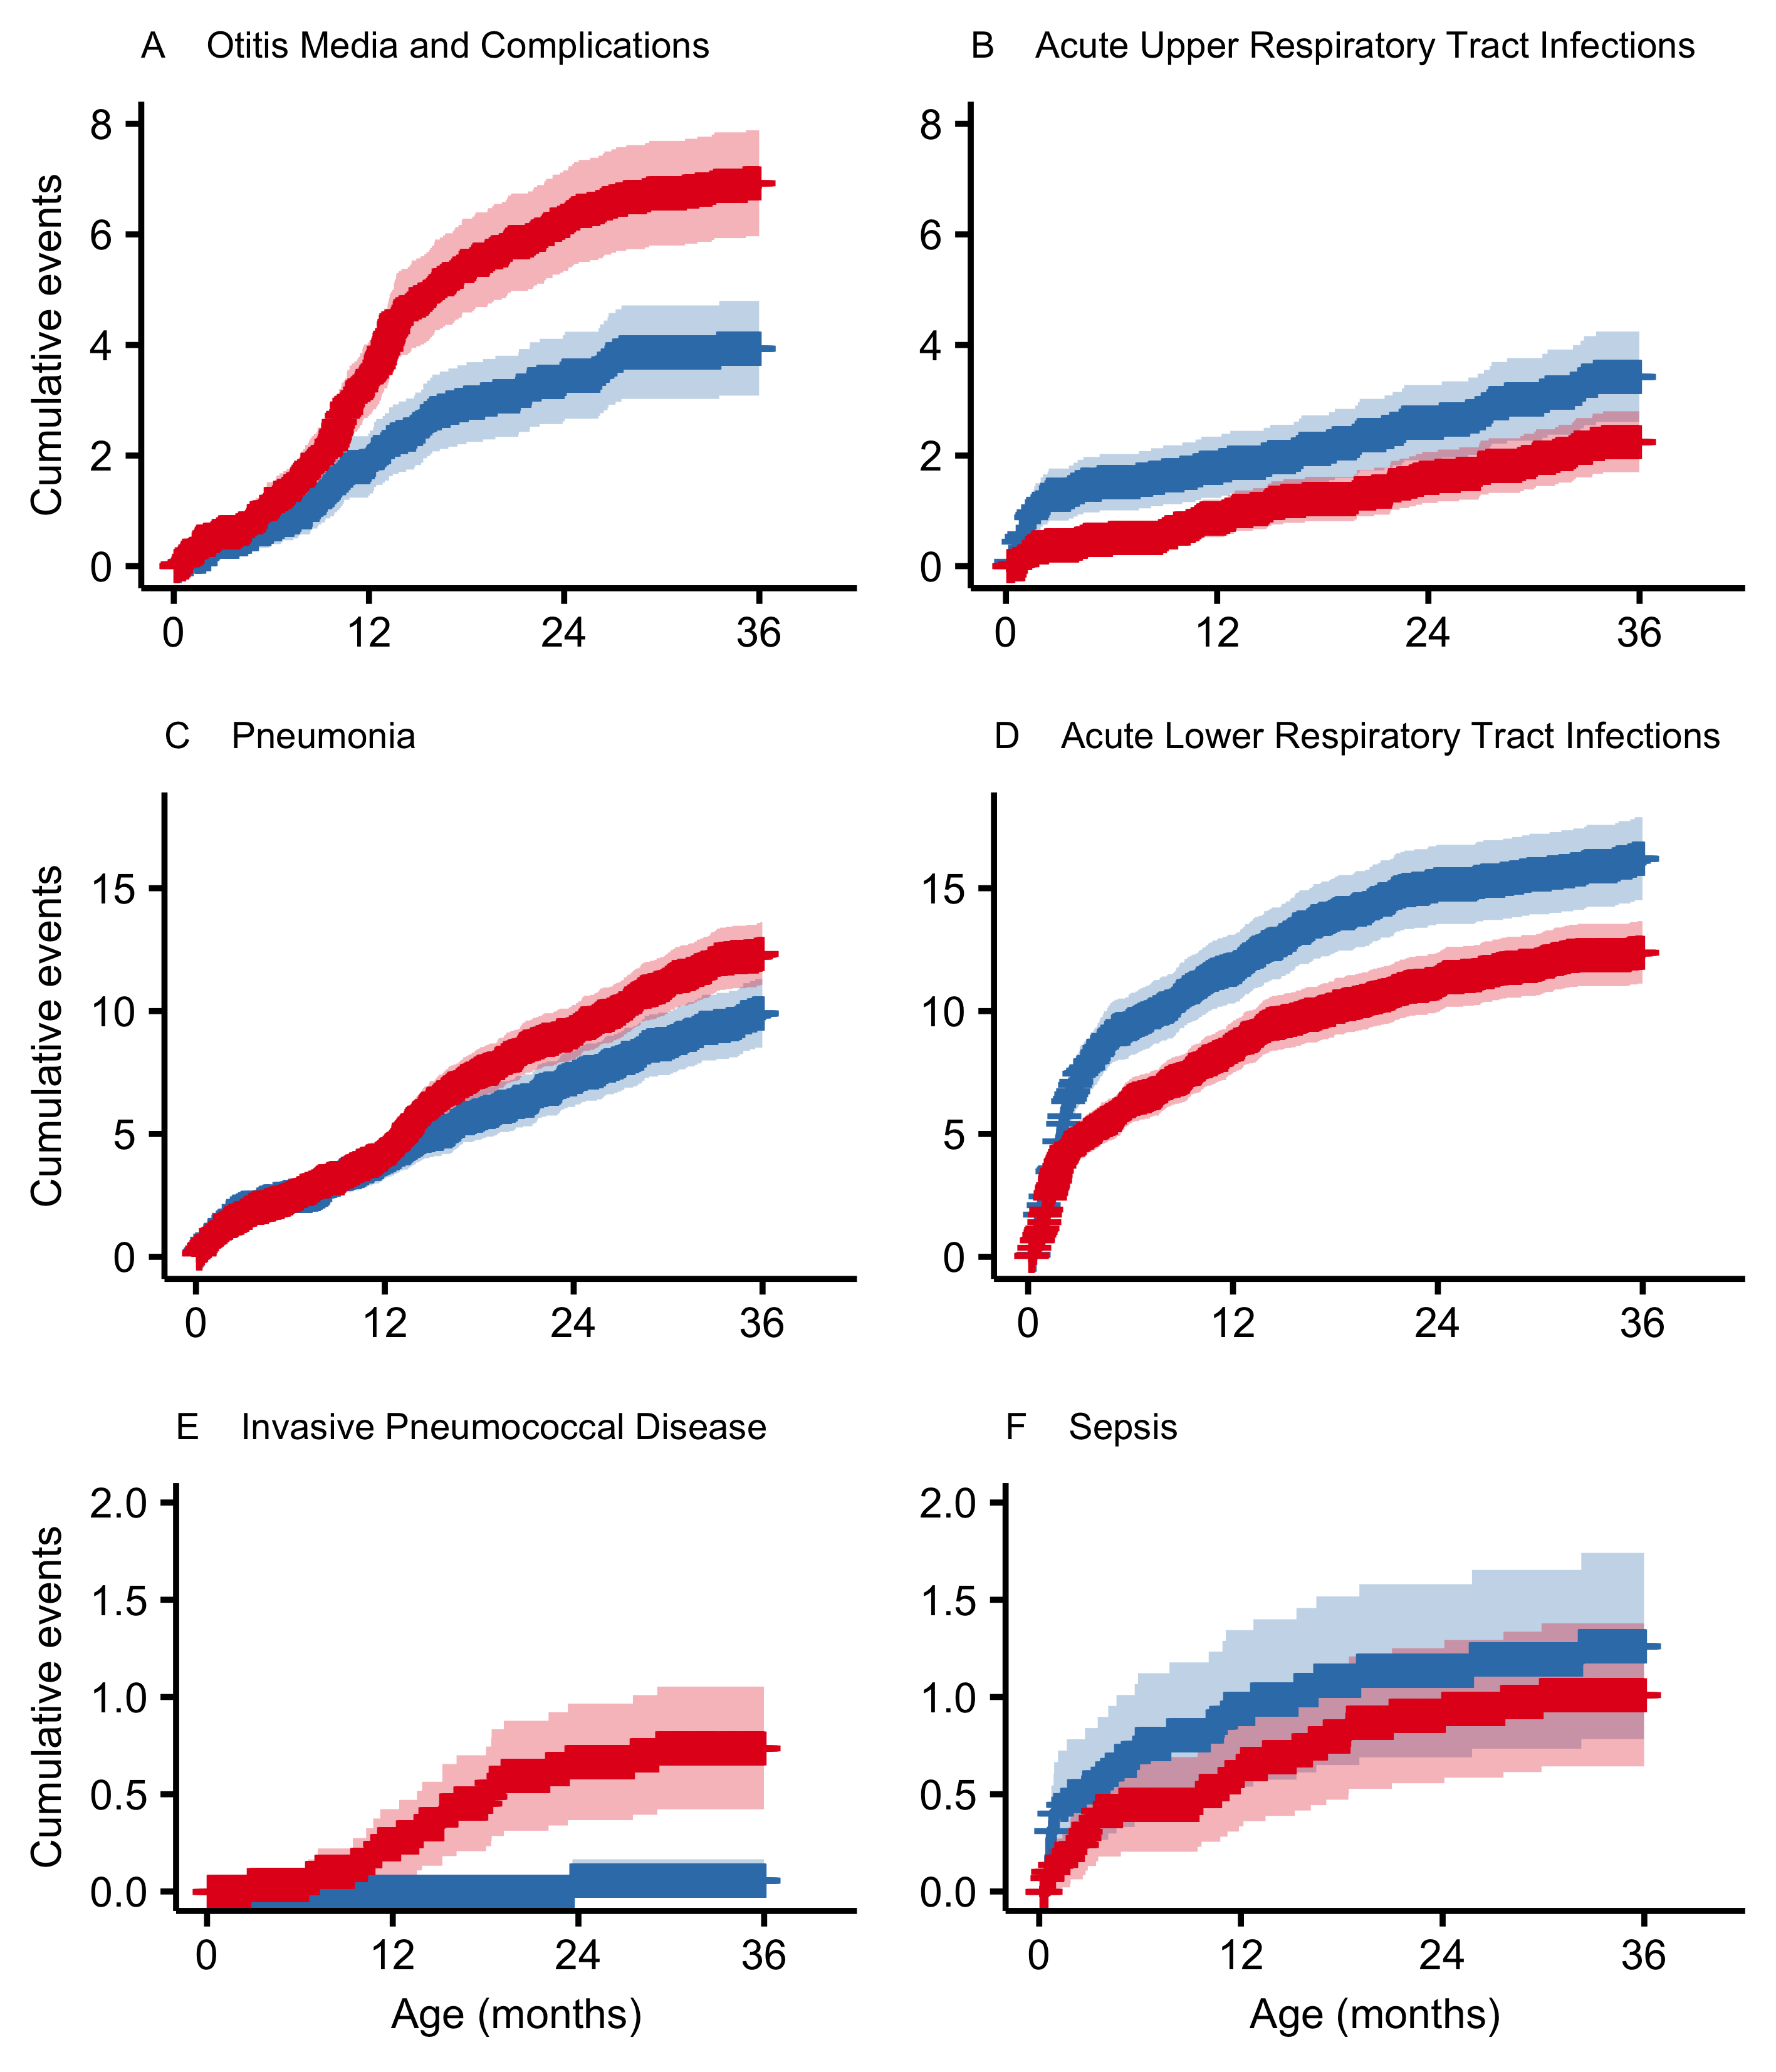 A Otitis Media and Complications
B Acute Upper Respiratory Tract Infections
Cumulative events
8
6
4
2
0
0 12 24 36
8
6
4
2
0
0 12 24 36
C Pneumonia
D Acute Lower Respiratory Tract Infections
Cumulative events
15
10
5
0
0 12 24 36
15
10
5
0
0 12 24 36
E Invasive Pneumococcal Disease
F Sepsis
Cumulative events
2.0
1.5
1.0
0.5
0.0
0 12 24 36
Age (months)
2.0
1.5
1.0
0.5
0.0
0 12 24 36
Age (months)